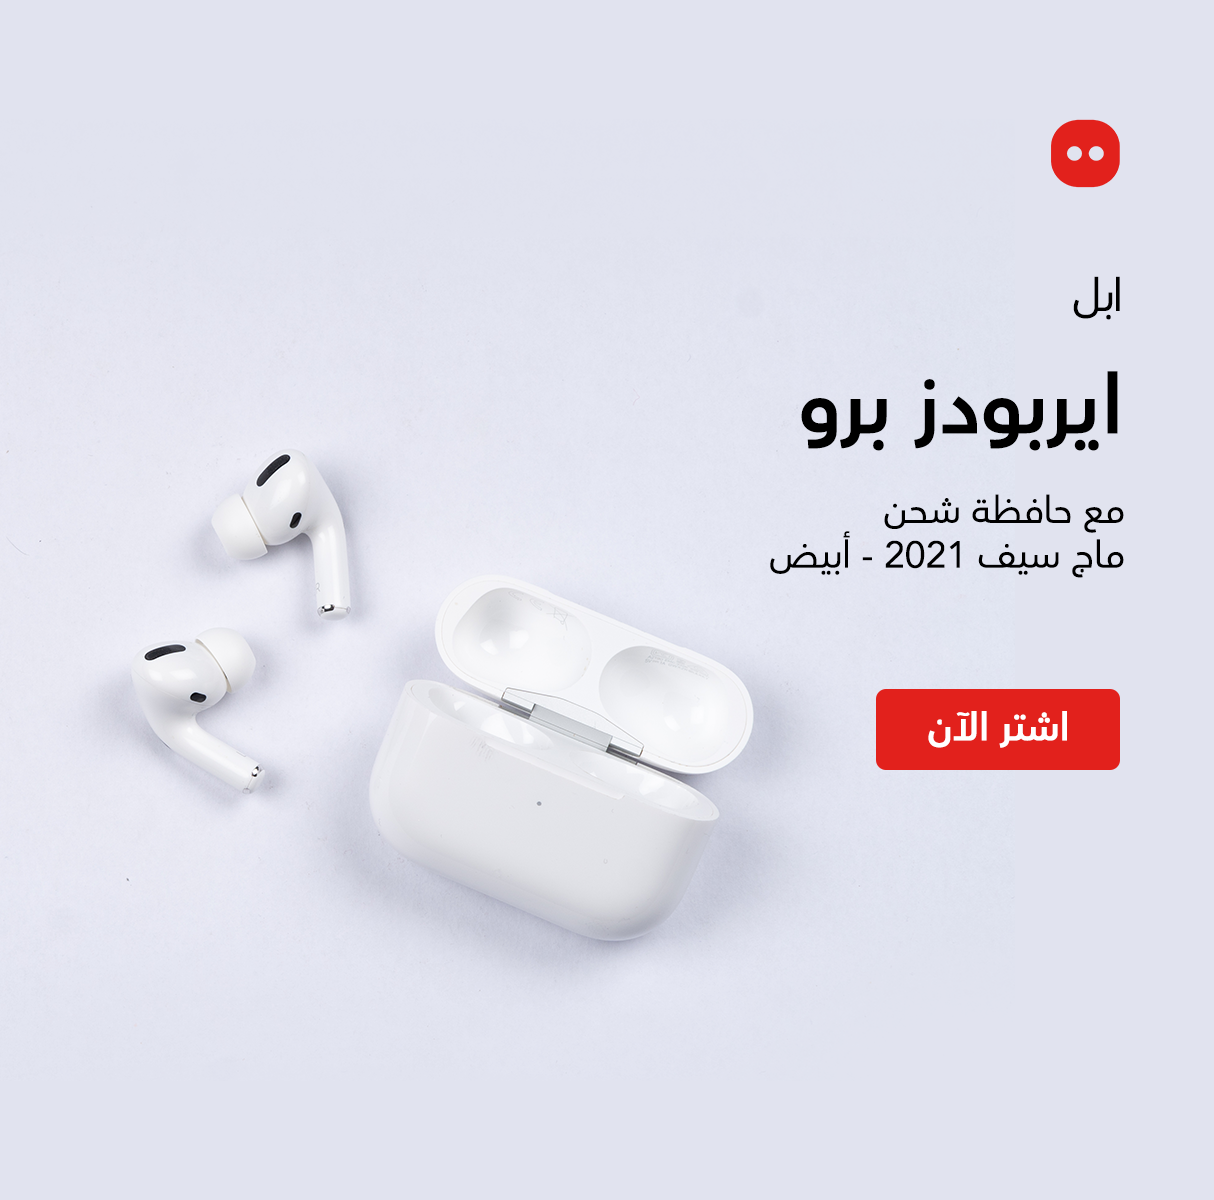 ابل
ايربودز برو
مع حافظة شحن
ماج سيف 2021 - أبيض
اشتر الآن